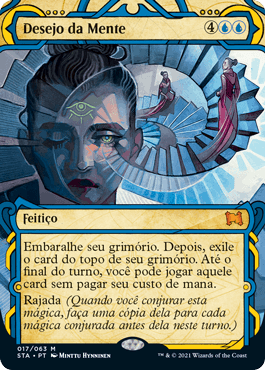 Desejo da Mente 4
Feitiço
Embaralhe seu grimório. Depois, exile
o card do topo de seu grimório. Até o
final do turno, você pode jogar aquele
card sem pagar seu custo de mana.
Rajada (Quando você conjurar esta
mágica, faça uma cópia dela para cada
mágica conjurada antes dela neste turno.)
017/063 M
STA • PT MINTTU HYNNINEN
™ & © 2021 Wizards of the Coast